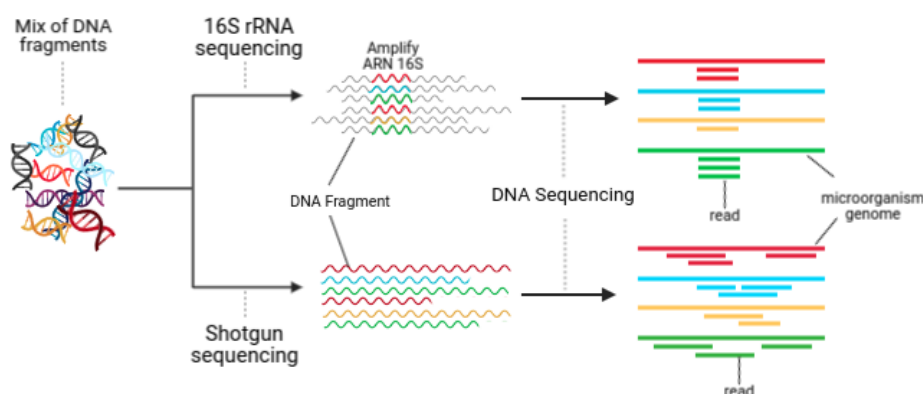 Mix of DNA
fragments
16S rRNA
sequencing
Amplify
ARN 16S
DNA Fragment
DNA Sequencing
read
microorganism
genome
Shotgun
sequencing
read